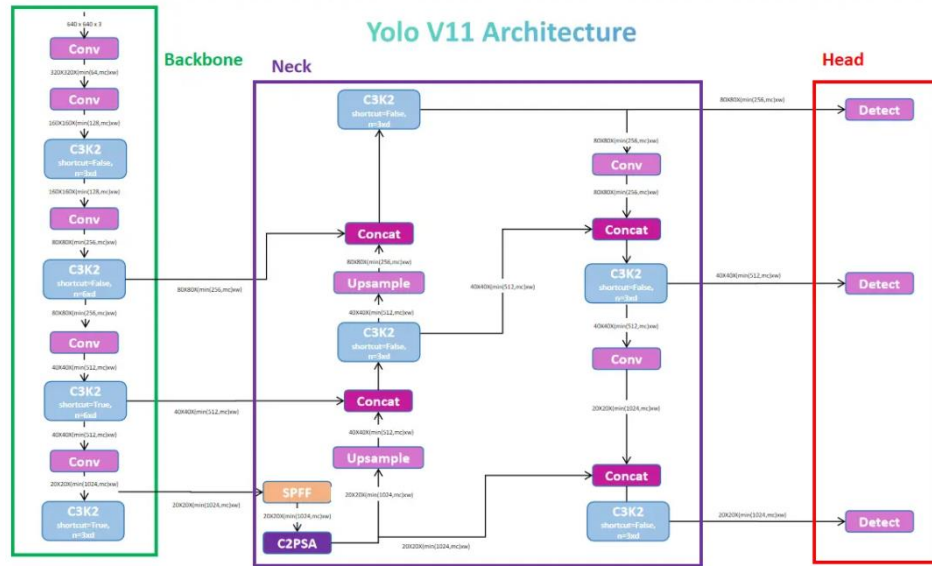 Yolo V11 Architecture
Backbone
640 x 640 x 3
Conv
320X320X(min(64,mc)xw)
Conv
160X160X(min(128,mc)xw)
C3K2
shortcut=False,
n=3xd
160X160X(min(128,mc)xw)
Conv
80X80X(min(256,mc)xw)
C3K2
shortcut=False,
n=6xd
80X80X(min(256,mc)xw)
Conv
40X40X(min(512,mc)xw)
C3K2
shortcut=True,
n=6xd
40X40X(min(512,mc)xw)
Conv
20X20X(min(1024,mc)xw)
C3K2
shortcut=True,
n=3xd
Neck
C3K2
shortcut=False,
n=3xd
Concat
80X80X(min(256,mc)xw)
80X80X(min(256,mc)xw)
Upsample
40X40X(min(512,mc)xw)
C3K2
shortcut=False,
n=3xd
Concat
40X40X(min(512,mc)xw)
40X40X(min(512,mc)xw)
Upsample
20X20X(min(1024,mc)xw)
20X20X(min(1024,mc)xw)
SPFF
20X20X(min(1024,mc)xw)
C2PSA
20X20X(min(1024,mc)xw)
40X40X(min(512,mc)xw)
80X80X(min(256,mc)xw)
Conv
80X80X(min(256,mc)xw)
Concat
C3K2
shortcut=False,
n=3xd
40X40X(min(512,mc)xw)
Conv
20X20X(min(1024,mc)xw)
Concat
C3K2
shortcut=False,
n=3xd
Head
80X80X(min(256,mc)xw)
Detect
40X40X(min(512,mc)xw)
Detect
20X20X(min(1024,mc)xw)
Detect